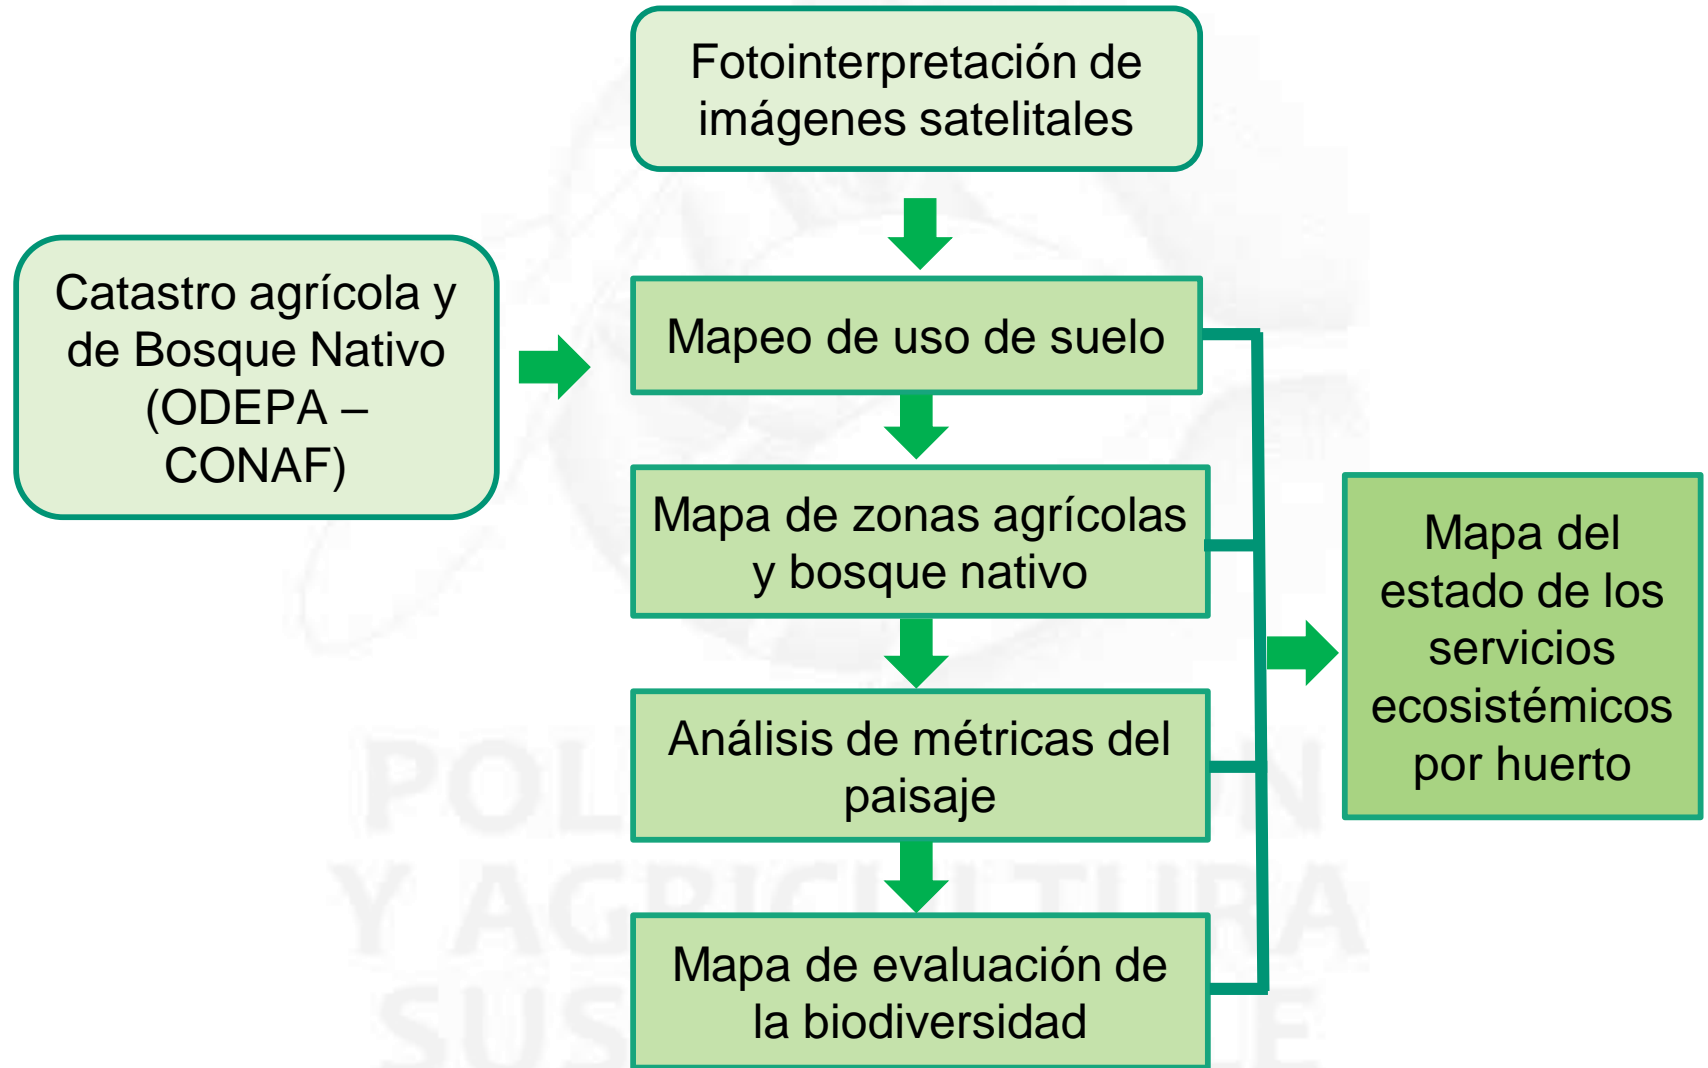 Fotointerpretación de
imágenes satelitales
Catastro agrícola y
de Bosque Nativo
(ODEPA –
CONAF)
Mapeo de uso de suelo
Mapa de zonas agrícolas
y bosque nativo
Análisis de métricas del
paisaje
Mapa de evaluación de
la biodiversidad
Mapa del
estado de los
servicios
ecosistémicos
por huerto
Y AGRICULTURA